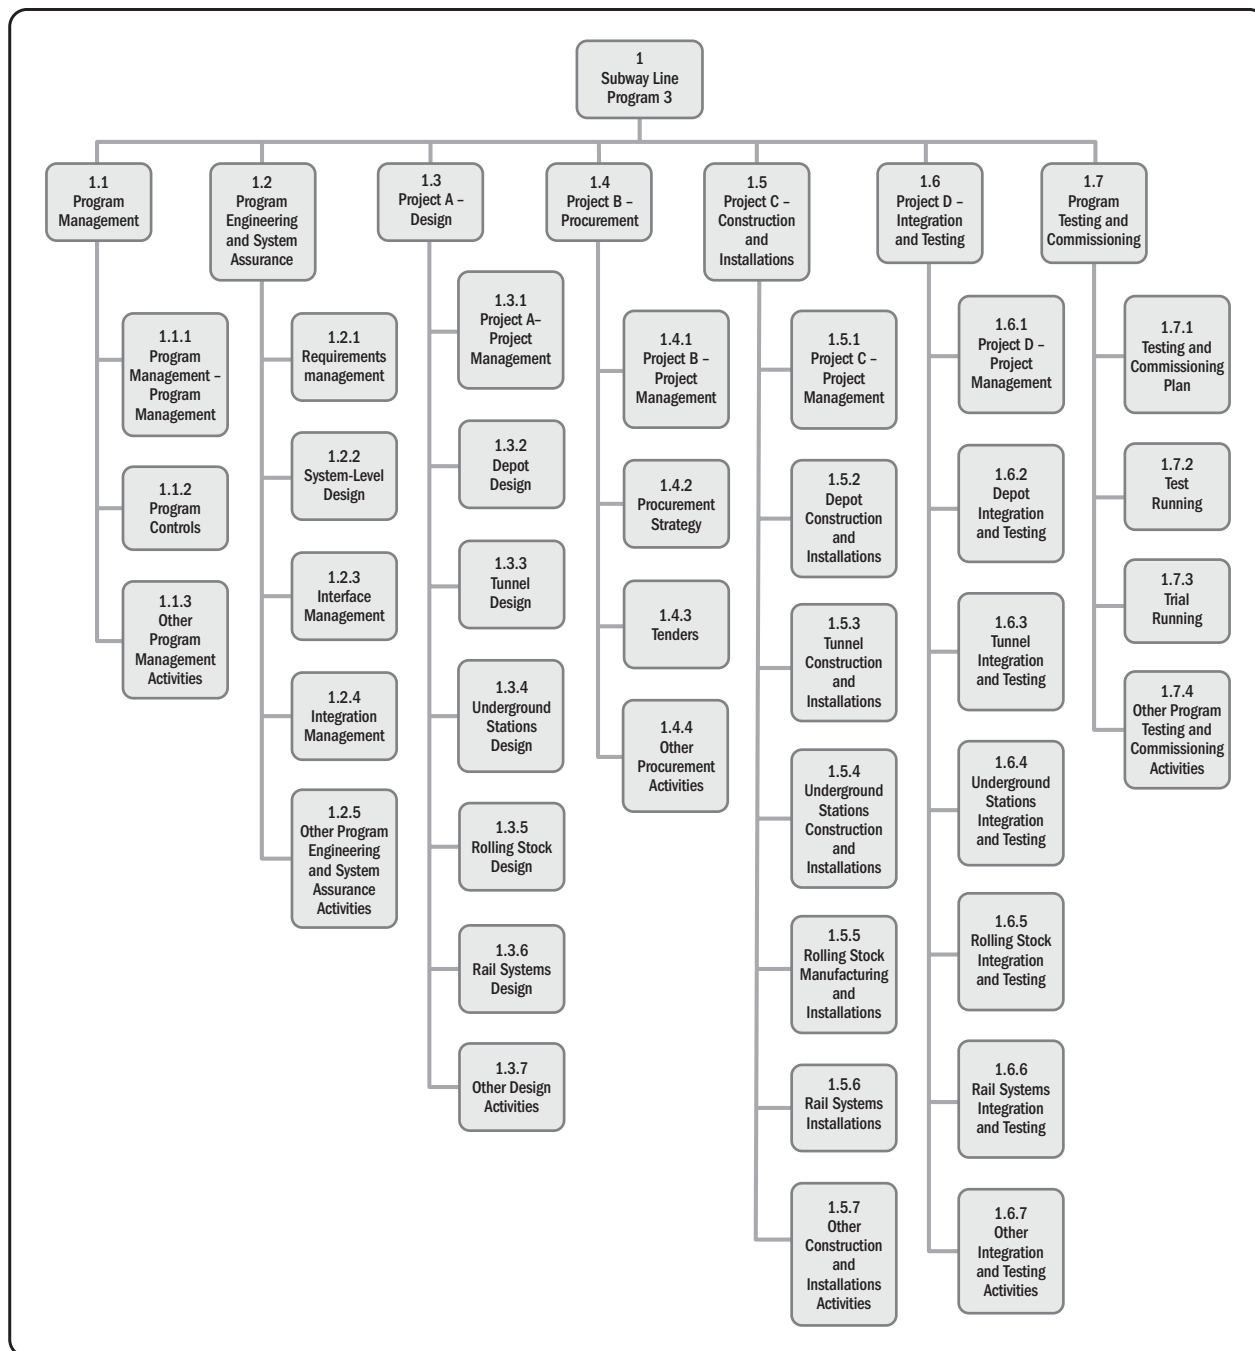 1
Subway Line
Program 3
1.1
Program
Management
1.2
Program
Engineering
and System
Assurance
1.3
Project A –
Design
1.4
Project B –
Procurement
1.5
Project C –
Construction
and
Installations
1.6
Project D –
Integration
and Testing
1.7
Program
Testing and
Commissioning
1.1.1
Program
Management –
Program
Management
1.1.2
Program
Controls
1.1.3
Other
Program
Management
Activities
1.2.1
Requirements
management
1.2.2
System-Level
Design
1.2.3
Interface
Management
1.2.4
Integration
Management
1.2.5
Other Program
Engineering
and System
Assurance
Activities
1.3.1
Project A–
Project
Management
1.3.2
Depot
Design
1.3.3
Tunnel
Design
1.3.4
Underground
Stations
Design
1.3.5
Rolling Stock
Design
1.3.6
Rail Systems
Design
1.3.7
Other Design
Activities
1.4.1
Project B –
Project
Management
1.4.2
Procurement
Strategy
1.4.3
Tenders
1.4.4
Other
Procurement
Activities
1.5.1
Project C –
Project
Management
1.5.2
Depot
Construction
and
Installations
1.5.3
Tunnel
Construction
and
Installations
1.5.4
Underground
Stations
Construction
and
Installations
1.5.5
Rolling Stock
Manufacturing
and
Installations
1.5.6
Rail Systems
Installations
1.5.7
Other
Construction
and
Installations
Activities
1.6.1
Project D –
Project
Management
1.6.2
Depot
Integration
and Testing
1.6.3
Tunnel
Integration
and Testing
1.6.4
Underground
Stations
Integration
and Testing
1.6.5
Rolling Stock
Integration
and Testing
1.6.6
Rail Systems
Integration
and Testing
1.6.7
Other
Integration
and Testing
Activities
1.7.1
Testing and
Commissioning
Plan
1.7.2
Test
Running
1.7.3
Trial
Running
1.7.4
Other Program
Testing and
Commissioning
Activities